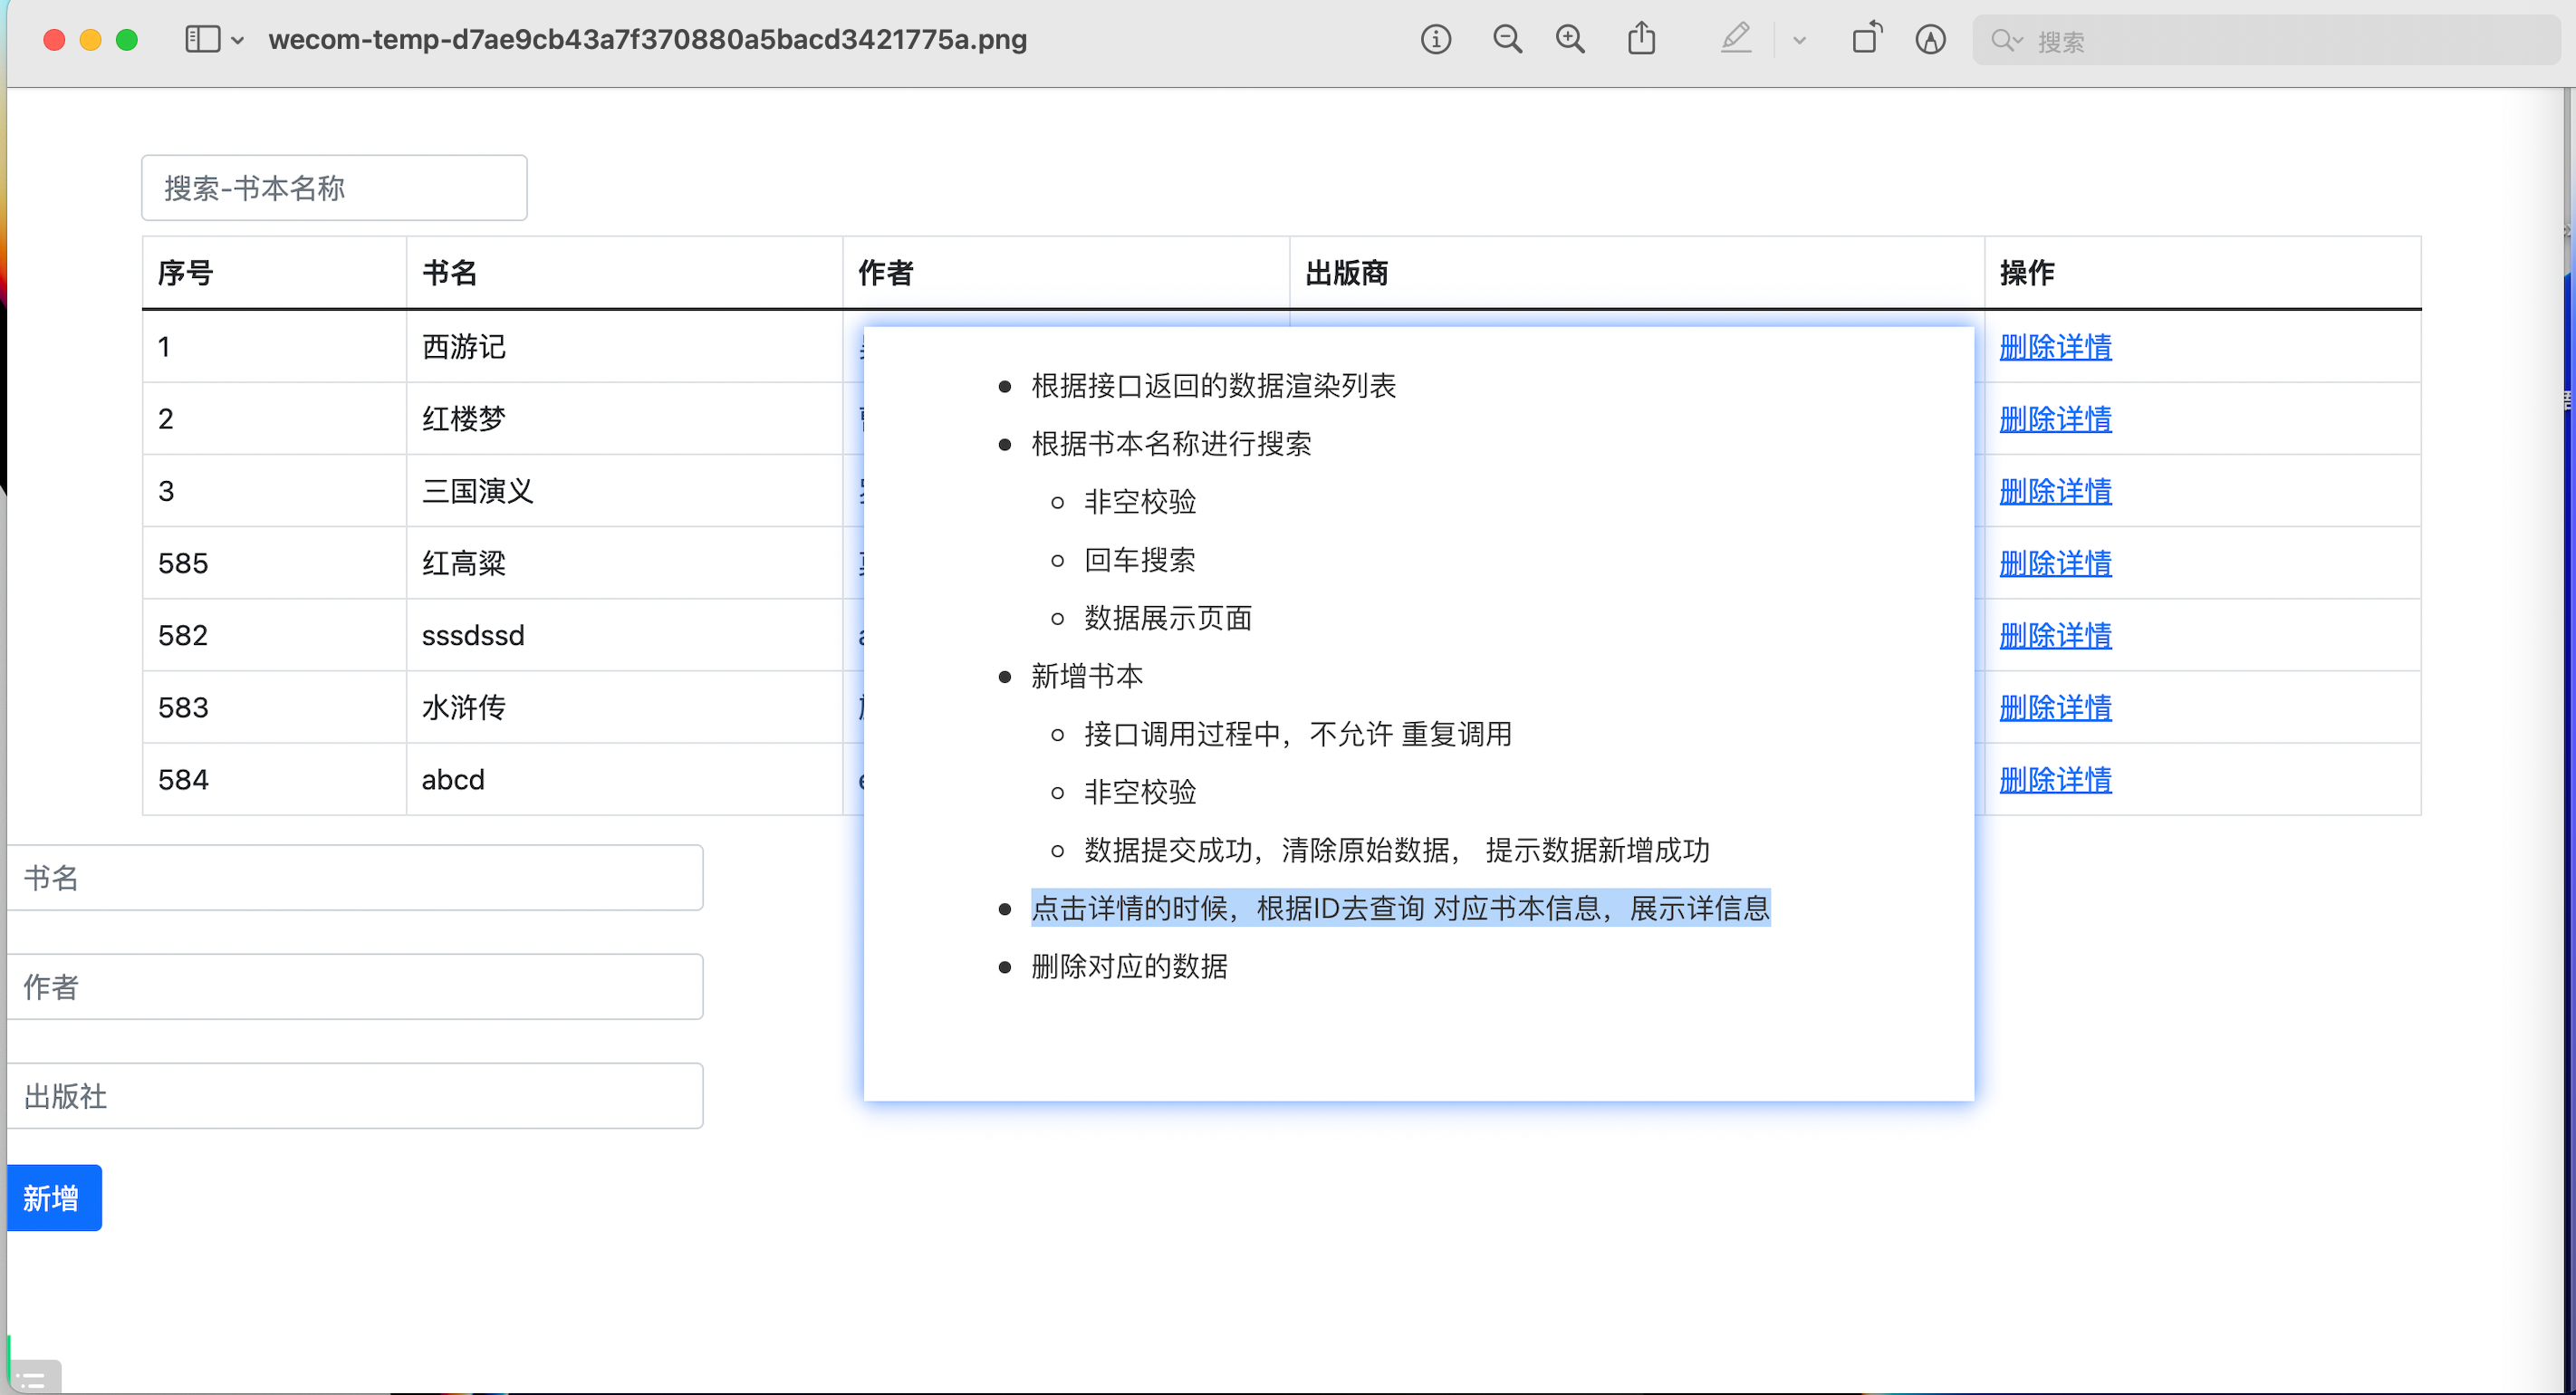 wecom-temp-d7ae9cb43a7f370880a5bacd3421775a.png
搜索
搜索-书本名称
序号 书名 作者 出版商 操作
1 西游记 删除详情
2 红楼梦 删除详情
3 三国演义 删除详情
585 红高粱 删除详情
582 sssdssd 删除详情
583 水浒传 删除详情
584 abcd 删除详情
根据接口返回的数据渲染列表
根据书本名称进行搜索
非空校验
回车搜索
数据展示页面
新增书本
接口调用过程中，不允许 重复调用
非空校验
数据提交成功，清除原始数据， 提示数据新增成功
点击详情的时候，根据ID去查询 对应书本信息，展示详信息
删除对应的数据
书名
作者
出版社
新增